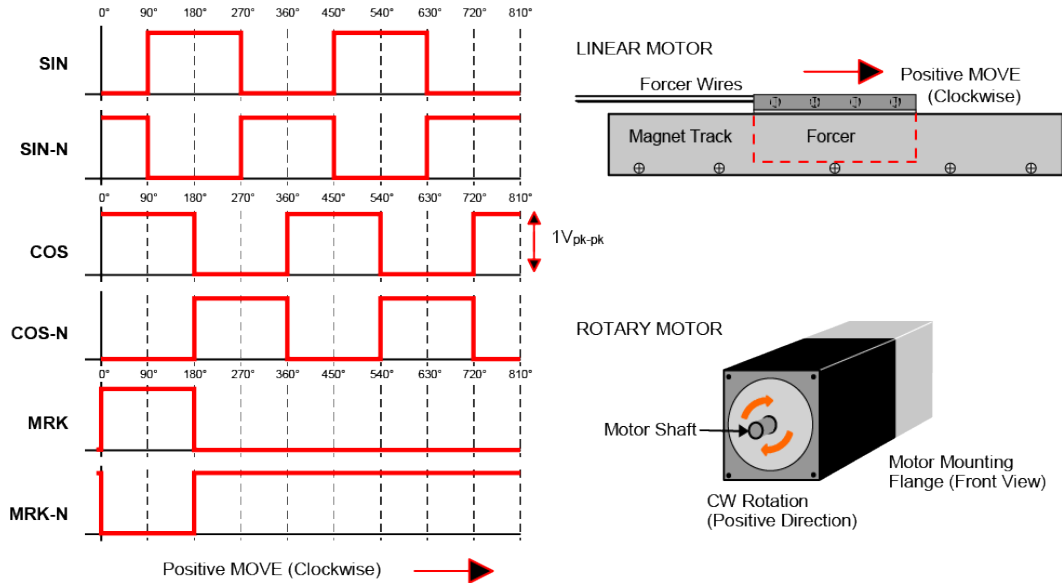 0° 90° 180° 270° 360° 450° 540° 630° 720° 810°
SIN
SIN-N
0° 90° 180° 270° 360° 450° 540° 630° 720° 810°
COS
1Vpk-pk
COS-N
0° 90° 180° 270° 360° 450° 540° 630° 720° 810°
MRK
MRK-N
Positive MOVE (Clockwise)
LINEAR MOTOR
Forcer Wires
Positive MOVE
(Clockwise)
Magnet Track
Forcer
ROTARY MOTOR
Motor Shaft
Motor Mounting
Flange (Front View)
CW Rotation
(Positive Direction)